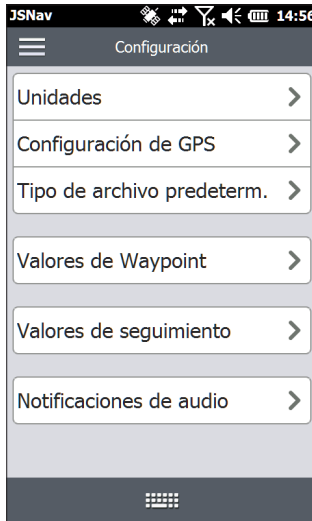 JSNav 14:56
Configuración
Unidades
Configuración de GPS
Tipo de archivo predeterm.
Valores de Waypoint
Valores de seguimiento
Notificaciones de audio